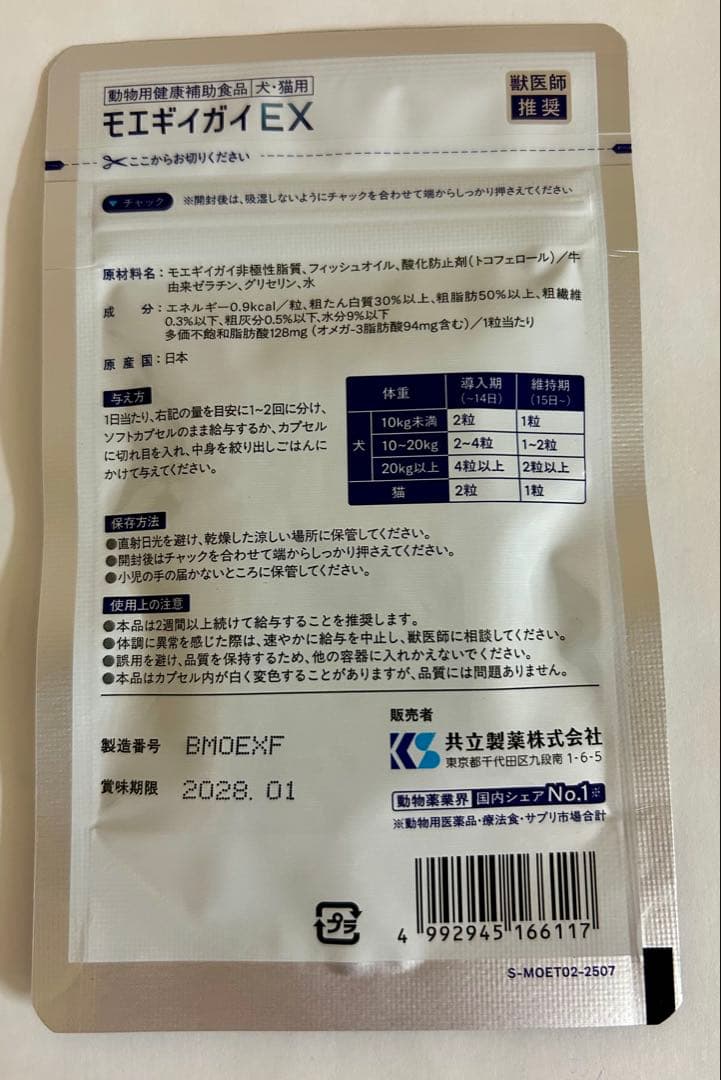 動物用健康補助食品 犬・猫用
モエギイガイEX
獣医師
推奨
ここからお切りください
チャック ※開封後は、吸湿しないようにチャックを合わせて端からしっかり押さえてください
原材料名：モエギイガイ非極性脂質、フィッシュオイル、酸化防止剤（トコフェロール）／牛
由来ゼラチン、グリセリン、水
成 分：エネルギー0.9kcal／粒、粗たん白質30%以上、粗脂肪50%以上、粗繊維
0.3%以下、粗灰分0.5%以下、水分9%以下
多価不飽和脂肪酸128mg（オメガ-3脂肪酸94mg含む）／1粒当たり
原産国：日本
与え方
1日当たり、右記の量を目安に1~2回に分け、
ソフトカプセルのまま給与するか、カプセル
に切れ目を入れ、中身を絞り出しごはんに
かけて与えてください。
体重 導入期（~14日） 維持期（15日~）
犬 10kg未満 2粒 1粒
10~20kg 2~4粒 1~2粒
20kg以上 4粒以上 2粒以上
猫 2粒 1粒
保存方法
●直射日光を避け、乾燥した涼しい場所に保管してください。
●開封後はチャックを合わせて端からしっかり押さえてください。
●小児の手の届かないところに保管してください。
使用上の注意
●本品は2週間以上続けて給与することを推奨します。
●体調に異常を感じた際は、速やかに給与を中止し、獣医師に相談してください。
●誤用を避け、品質を保持するため、他の容器に入れかえないでください。
●本品はカプセル内が白く変色することがありますが、品質には問題ありません。
製造番号 BMOEXF
賞味期限 2028.01
販売者
KS 共立製薬株式会社
東京都千代田区九段南1-6-5
動物薬業界 国内シェアNo.1※
※動物用医薬品・療法食・サプリ市場合計
プラ
4 992945 166117
S-MOET02-2507